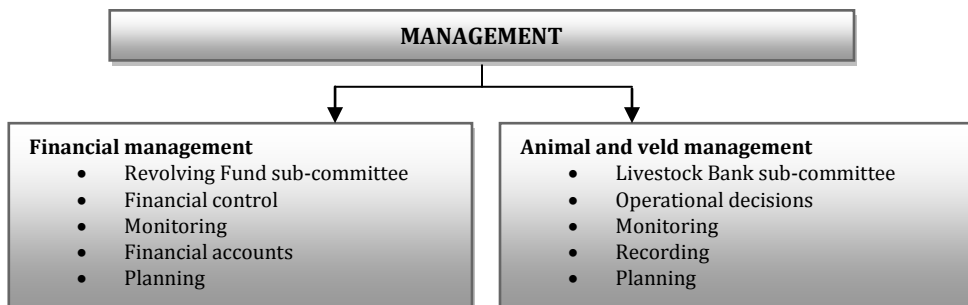 MANAGEMENT
Financial management
• Revolving Fund sub-committee
• Financial control
• Monitoring
• Financial accounts
• Planning
Animal and veld management
• Livestock Bank sub-committee
• Operational decisions
• Monitoring
• Recording
• Planning